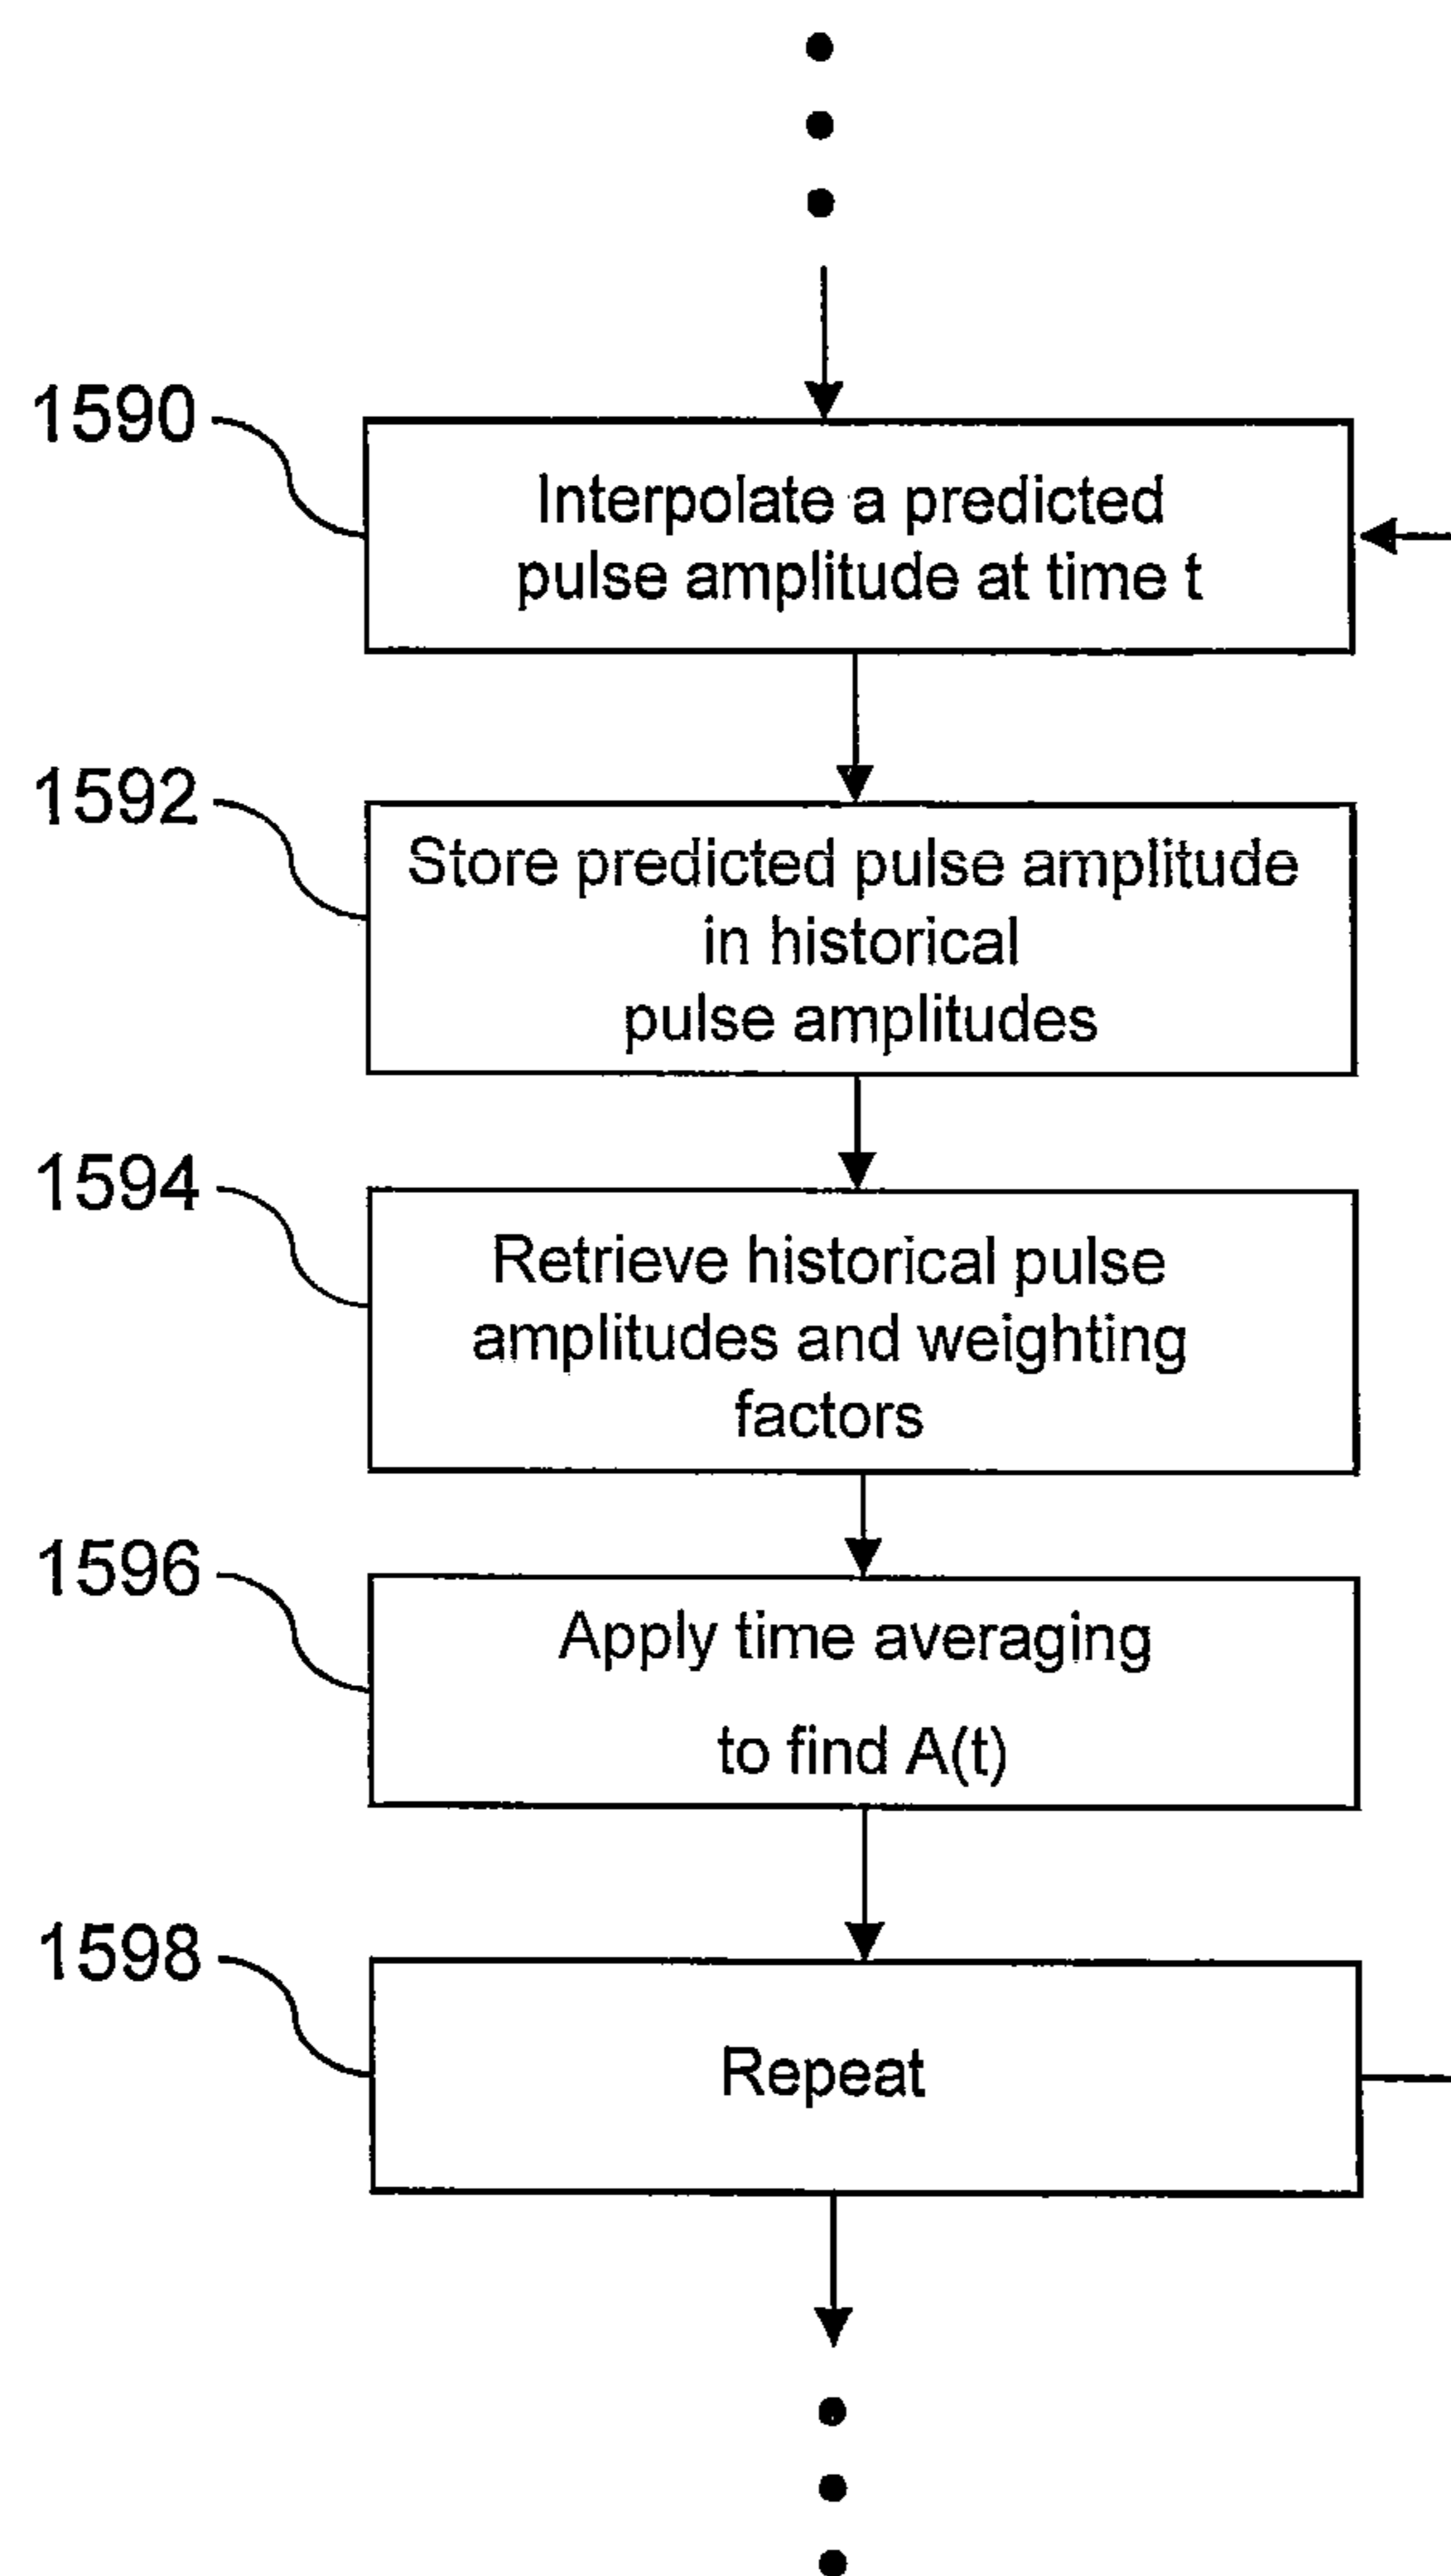 1590
Interpolate a predicted
pulse amplitude at time t
1592
Store predicted pulse amplitude
in historical
pulse amplitudes
1594
Retrieve historical pulse
amplitudes and weighting
factors
1596
Apply time averaging
to find A(t)
1598
Repeat